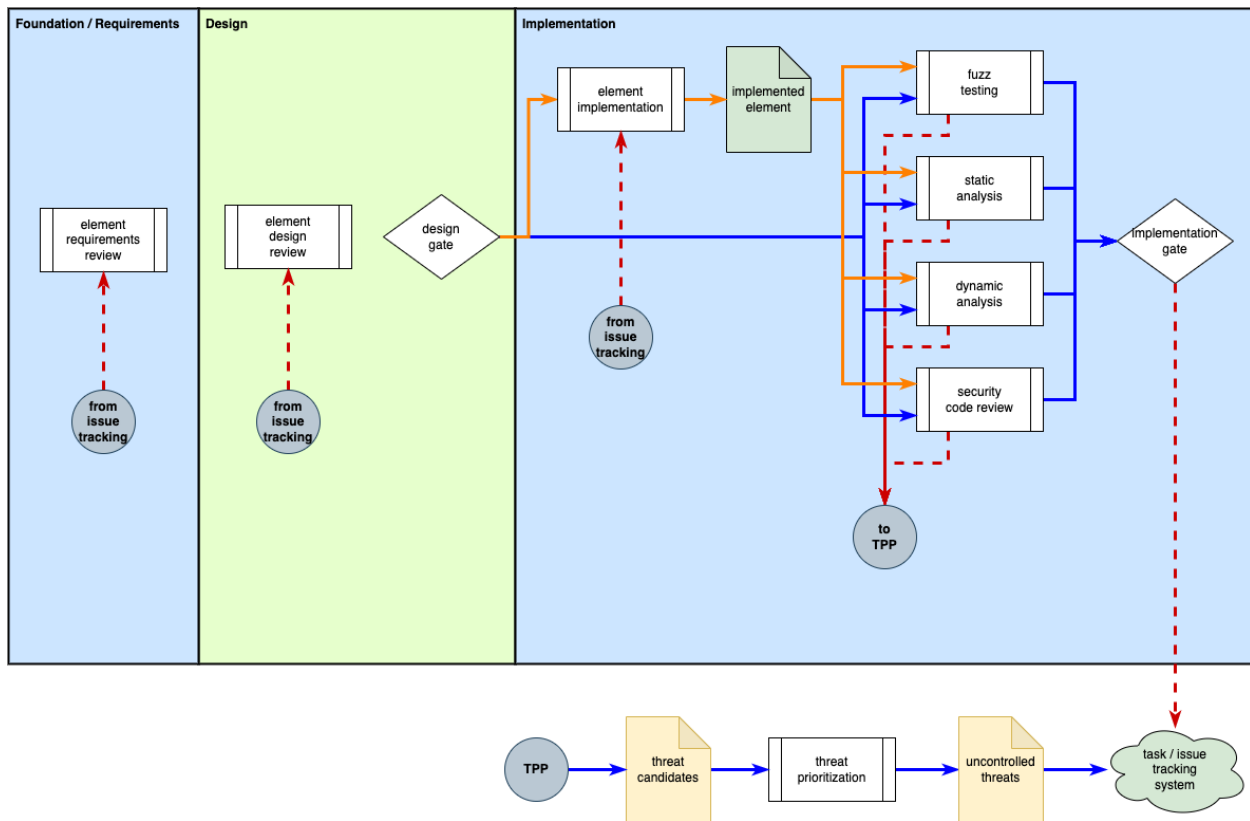 Foundation / Requirements
Design
Implementation
element
requirements
review
from
issue
tracking
element
design
review
from
issue
tracking
design
gate
element
implementation
from
issue
tracking
implemented
element
fuzz
testing
static
analysis
dynamic
analysis
security
code review
to
TPP
implementation
gate
TPP
threat
candidates
threat
prioritization
uncontrolled
threats
task / issue
tracking
system